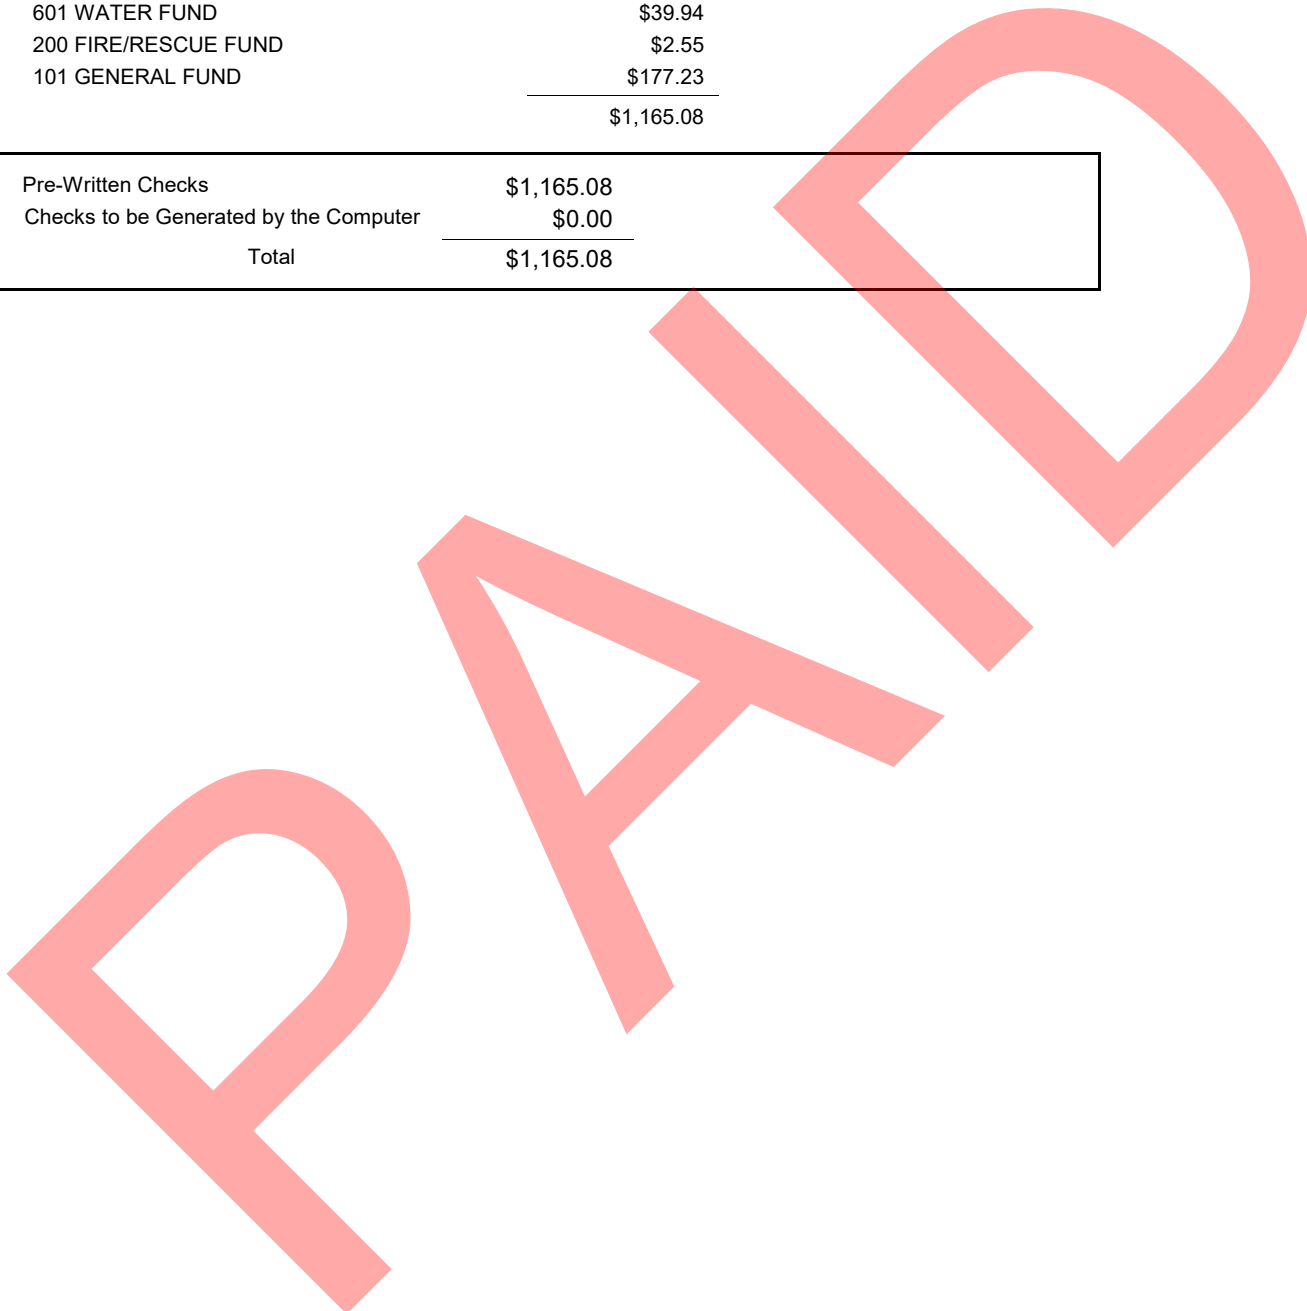 601 WATER FUND $39.94
200 FIRE/RESCUE FUND $2.55
101 GENERAL FUND $177.23
$1,165.08
Pre-Written Checks $1,165.08
Checks to be Generated by the Computer $0.00
Total $1,165.08
PAID